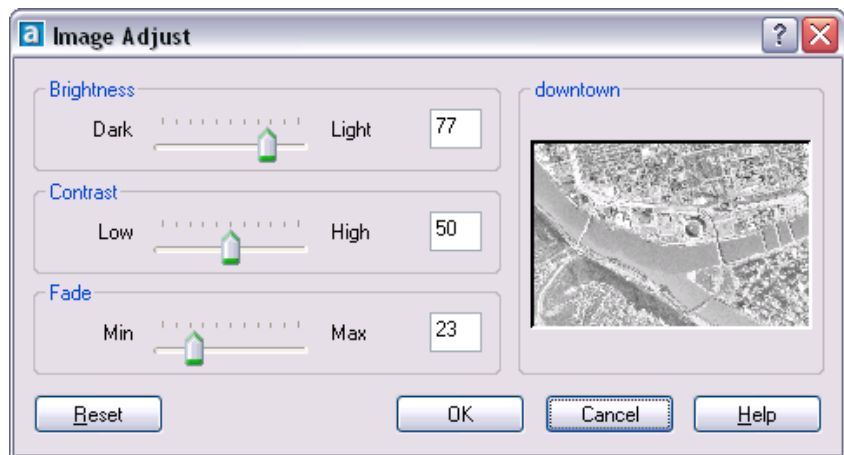 a Image Adjust ?
Brightness
Dark Light 77
Contrast
Low High 50
Fade
Min Max 23
downtown
Reset OK Cancel Help